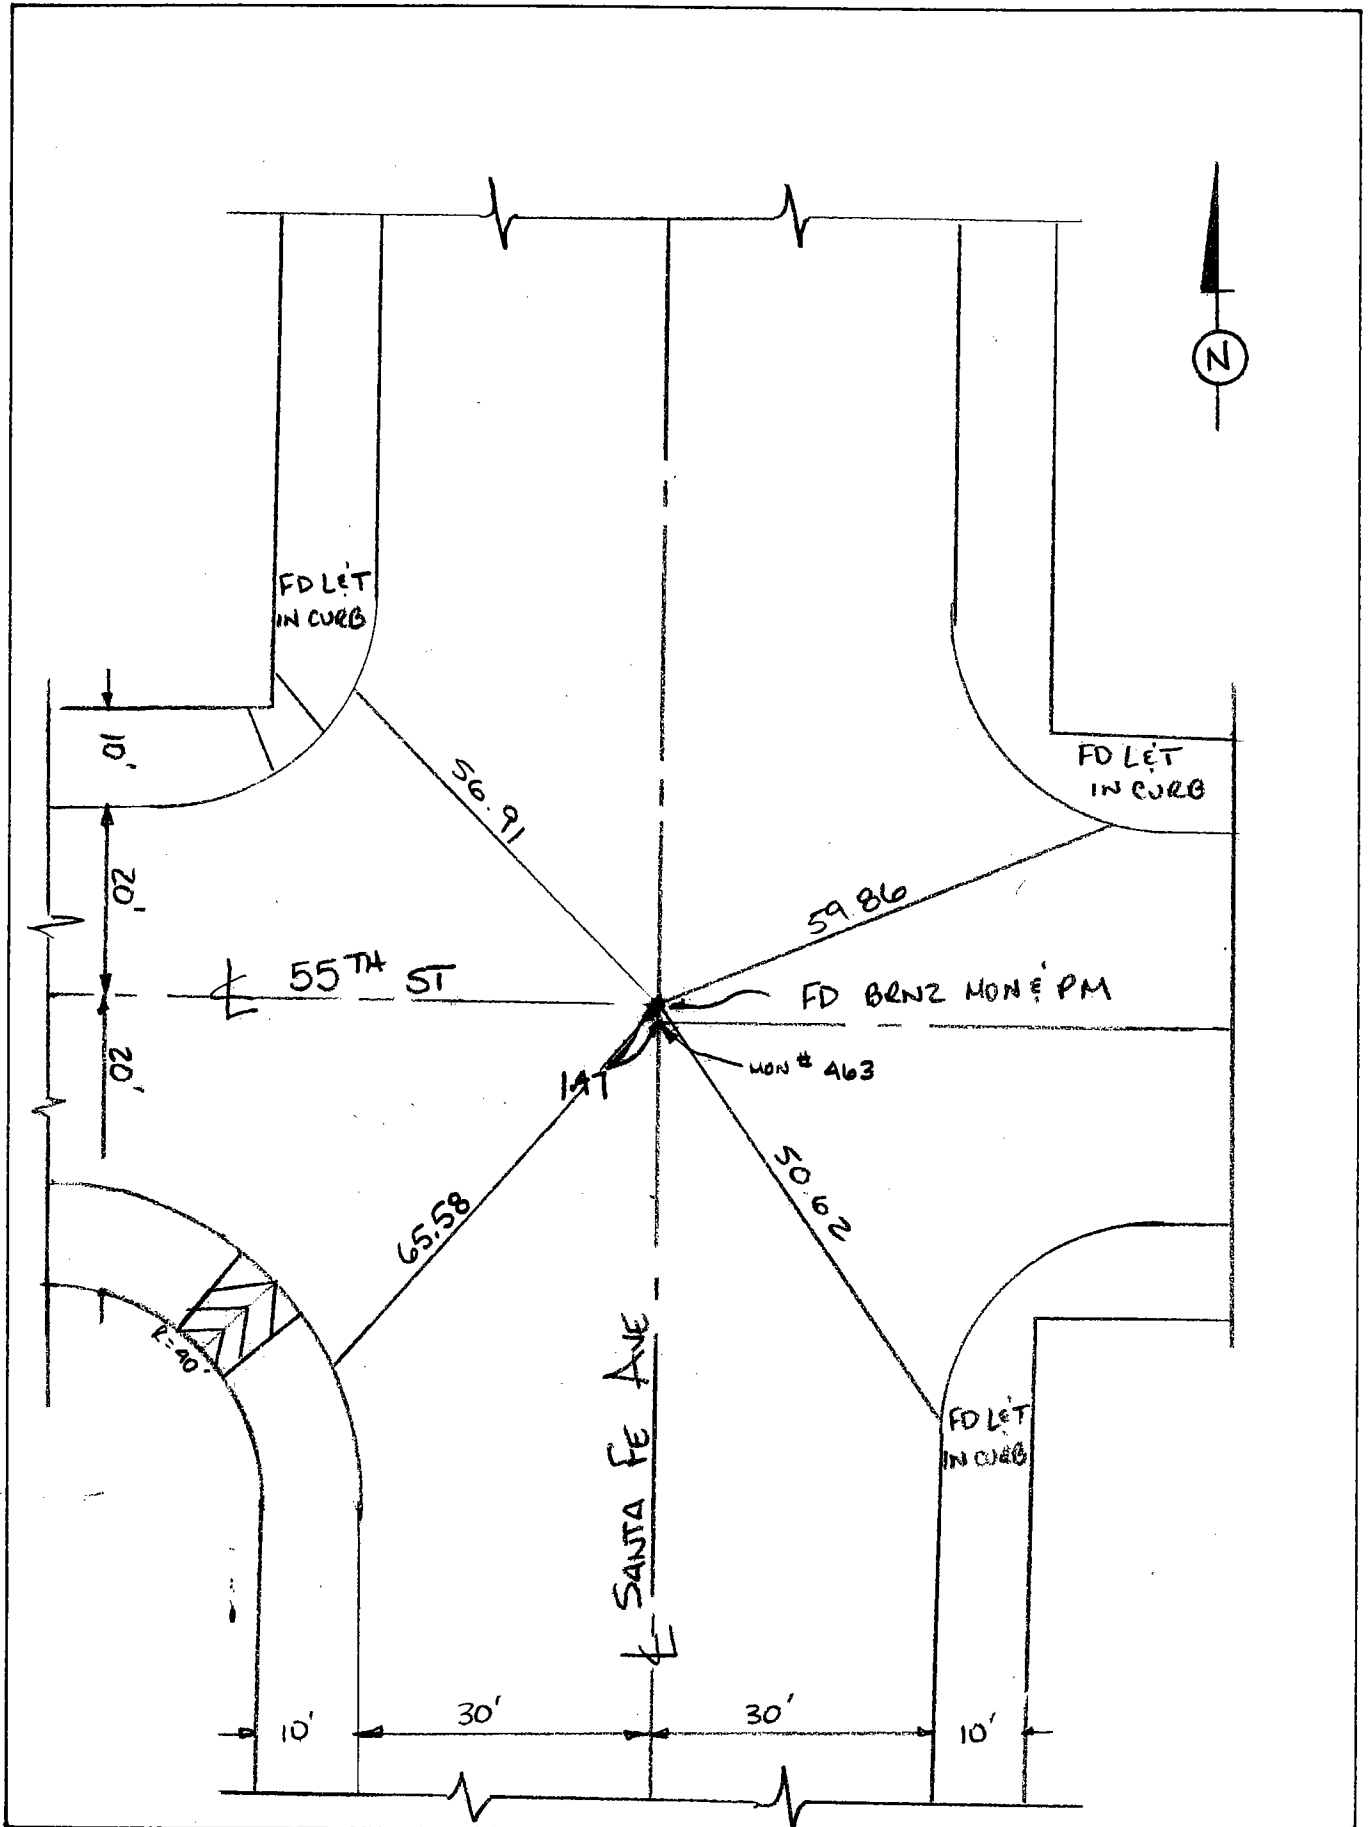 N
FD L&T
IN CURB
10'
20'
20'
56.91
FD L&T
IN CURB
59.86
℄ 55TH ST
FD BRNZ MON & PM
MON # 463
147
65.58
50.62
R=40'
FD L&T
IN CURB
℄ SANTA FE AVE
10'
30'
30'
10'